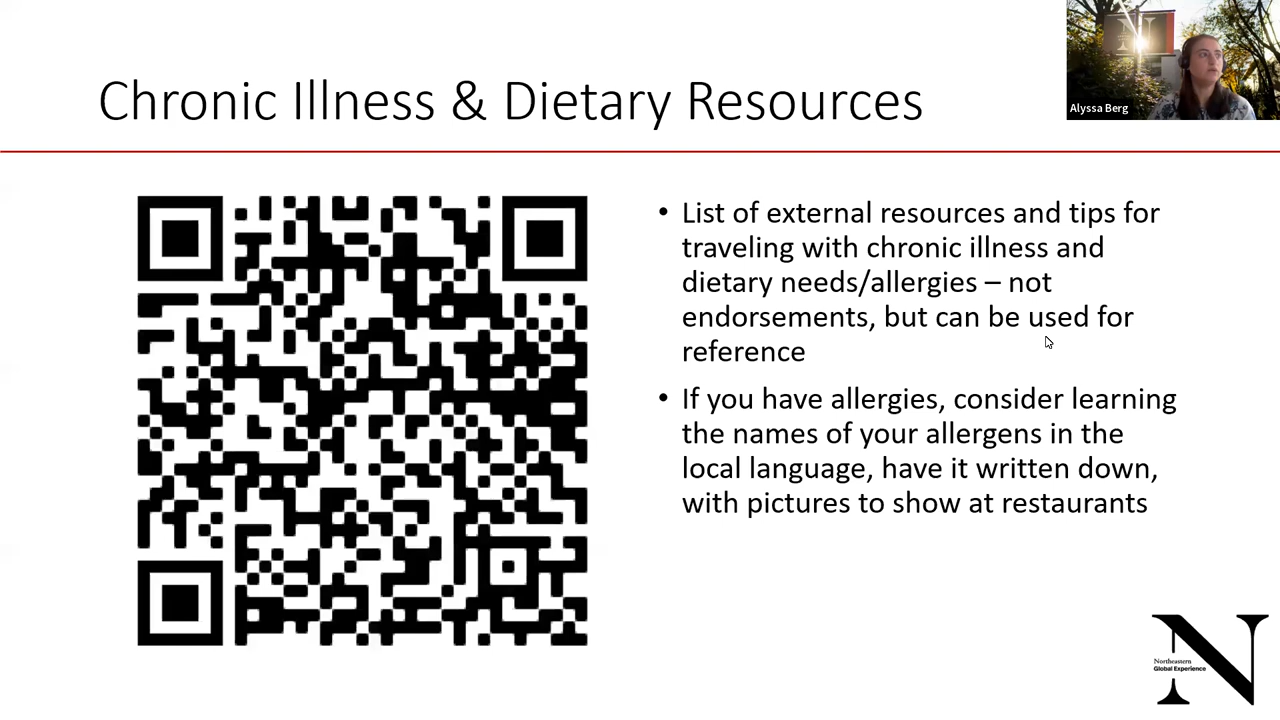 Chronic Illness & Dietary Resources
Alyssa Berg
• List of external resources and tips for
traveling with chronic illness and
dietary needs/allergies – not
endorsements, but can be used for
reference
• If you have allergies, consider learning
the names of your allergens in the
local language, have it written down,
with pictures to show at restaurants
N
Northeastern
Global Experience